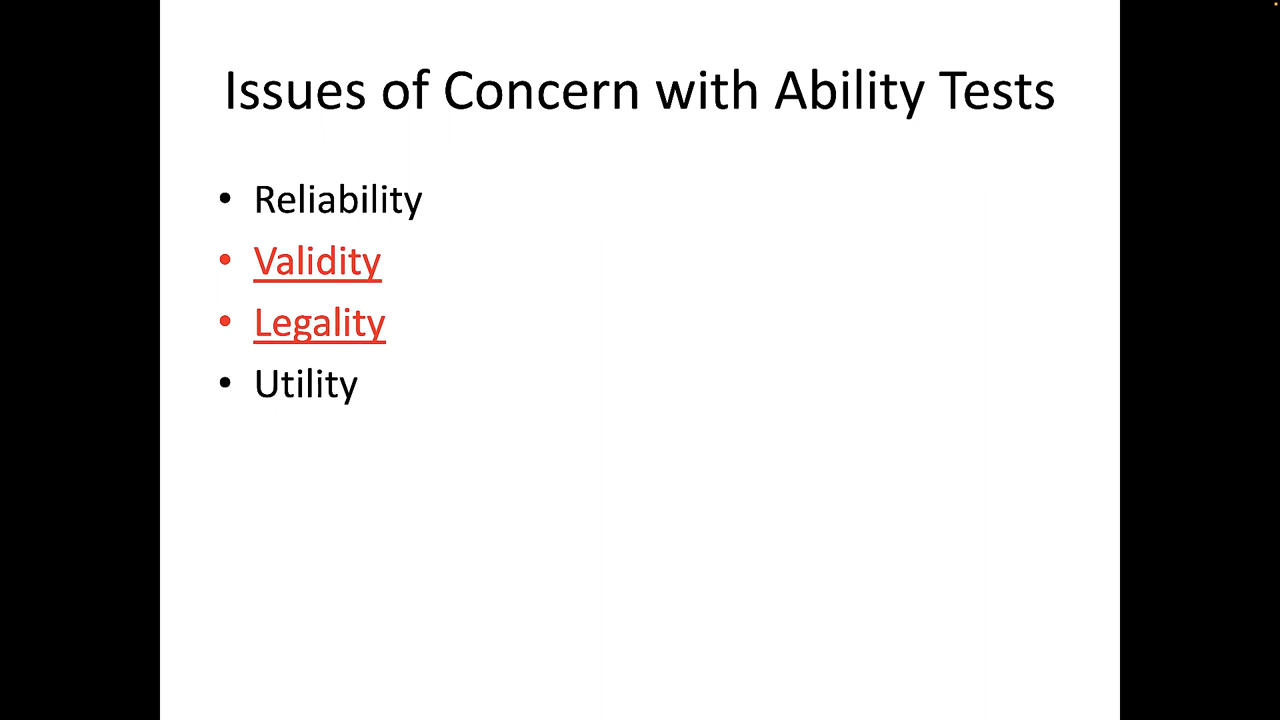 Issues of Concern with Ability Tests
• Reliability
• Validity
• Legality
• Utility